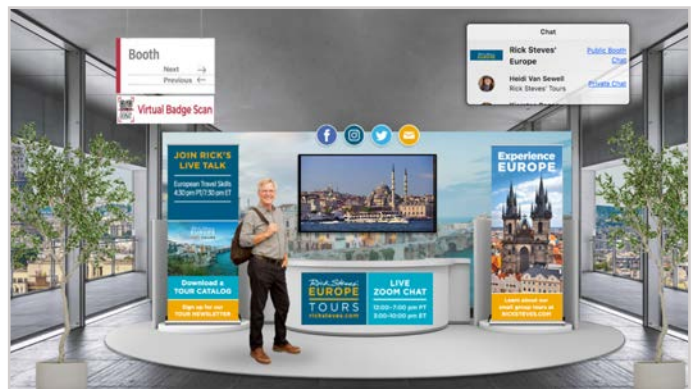 Booth
Next →
Previous ←
Virtual Badge Scan
Chat
Rick Steves'
Europe
Public Booth
Chat
Heidi Van Sewell
Rick Steves' Tours
Private Chat
JOIN RICK'S
LIVE TALK
European Travel Skills
4:30 pm PT/7:30 pm ET
EUROPE
Download a
TOUR CATALOG
Sign up for our
TOUR NEWSLETTER
Rick Steves'
EUROPE
TOURS
ricksteves.com
LIVE
ZOOM CHAT
12:00-7:00 pm PT
3:00-10:00 pm ET
Experience
EUROPE
Learn about our
small group tours at
RICKSTEVES.COM